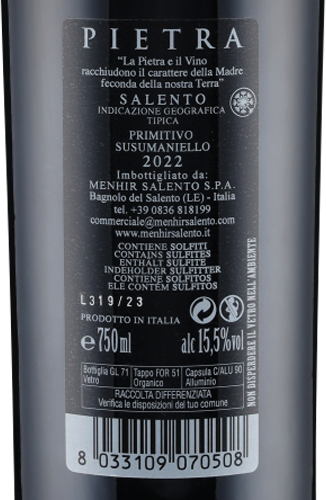 PIETRA
"La Pietra e il Vino
racchiudono il carattere della Madre
feconda della nostra Terra"
SALENTO
INDICAZIONE GEOGRAFICA
TIPICA
PRIMITIVO
SUSUMANIELLO
2022
Imbottigliato da:
MENHIR SALENTO S.P.A.
Bagnolo del Salento (LE) - Italia
tel. +39 0836 818199
commerciale@menhirsalento.it
www.menhirsalento.it
CONTIENE SOLFITI
CONTAINS SULFITES
ENTHALT SULFITE
INDEHOLDER SULFITTER
CONTIENE SULFITOS
ELE CONTÉM SULFITOS
L319/23
PRODOTTO IN ITALIA
e 750ml alc 15,5%vol
NON DISPERDERE IL VETRO NELL'AMBIENTE
Bottiglia GL 71 Tappo FOR 51 Capsula C/ALU 90
Vetro Organico Alluminio
RACCOLTA DIFFERENZIATA
Verifica le disposizioni del tuo comune
8 033109 070508